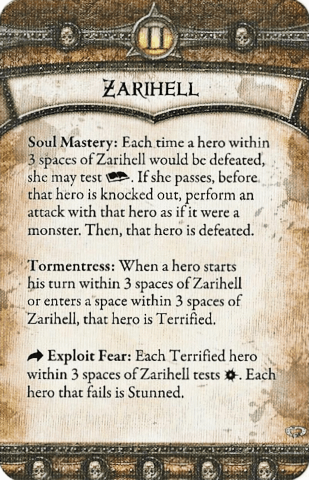 II
ZARIHELL
Soul Mastery: Each time a hero within
3 spaces of Zarihell would be defeated,
she may test . If she passes, before
that hero is knocked out, perform an
attack with that hero as if it were a
monster. Then, that hero is defeated.
Tormentress: When a hero starts
his turn within 3 spaces of Zarihell
or enters a space within 3 spaces of
Zarihell, that hero is Terrified.
Exploit Fear: Each Terrified hero
within 3 spaces of Zarihell tests . Each
hero that fails is Stunned.